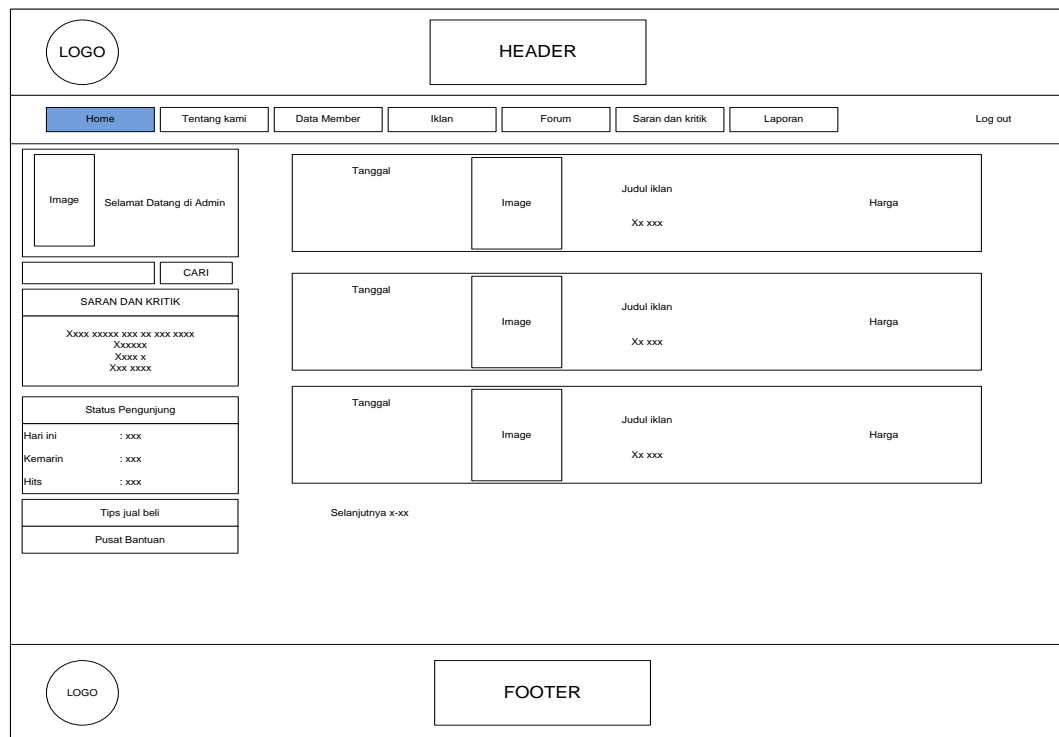 LOGO
HEADER
Home
Tentang kami
Data Member
Iklan
Forum
Saran dan kritik
Laporan
Log out
Image
Selamat Datang di Admin
CARI
SARAN DAN KRITIK
Xxxx xxxxx xxx xx xxx xxxx
Xxxxxx
Xxxx x
Xxx xxxx
Status Pengunjung
Hari ini : xxx
Kemarin : xxx
Hits : xxx
Tips jual beli
Pusat Bantuan
Tanggal
Image
Judul iklan
Xx xxx
Harga
Tanggal
Image
Judul iklan
Xx xxx
Harga
Tanggal
Image
Judul iklan
Xx xxx
Harga
Selanjutnya x-xx
LOGO
FOOTER